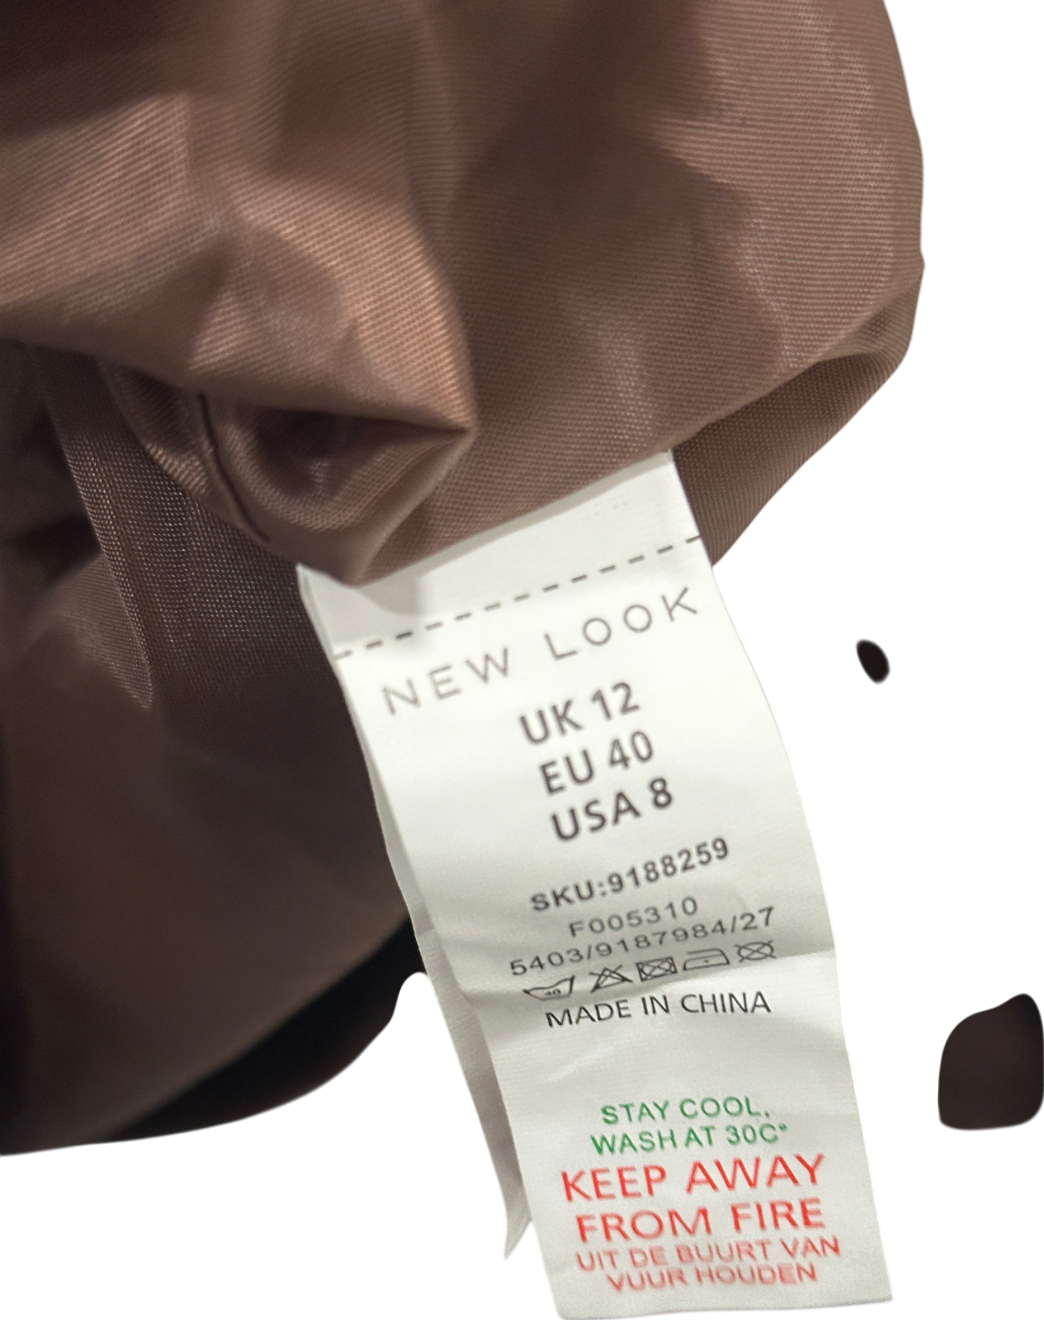 NEW LOOK
UK 12
EU 40
USA 8
SKU:9188259
F005310
5403/9187984/27
40
MADE IN CHINA
STAY COOL,
WASH AT 30C°
KEEP AWAY
FROM FIRE
UIT DE BUURT VAN
VUUR HOUDEN